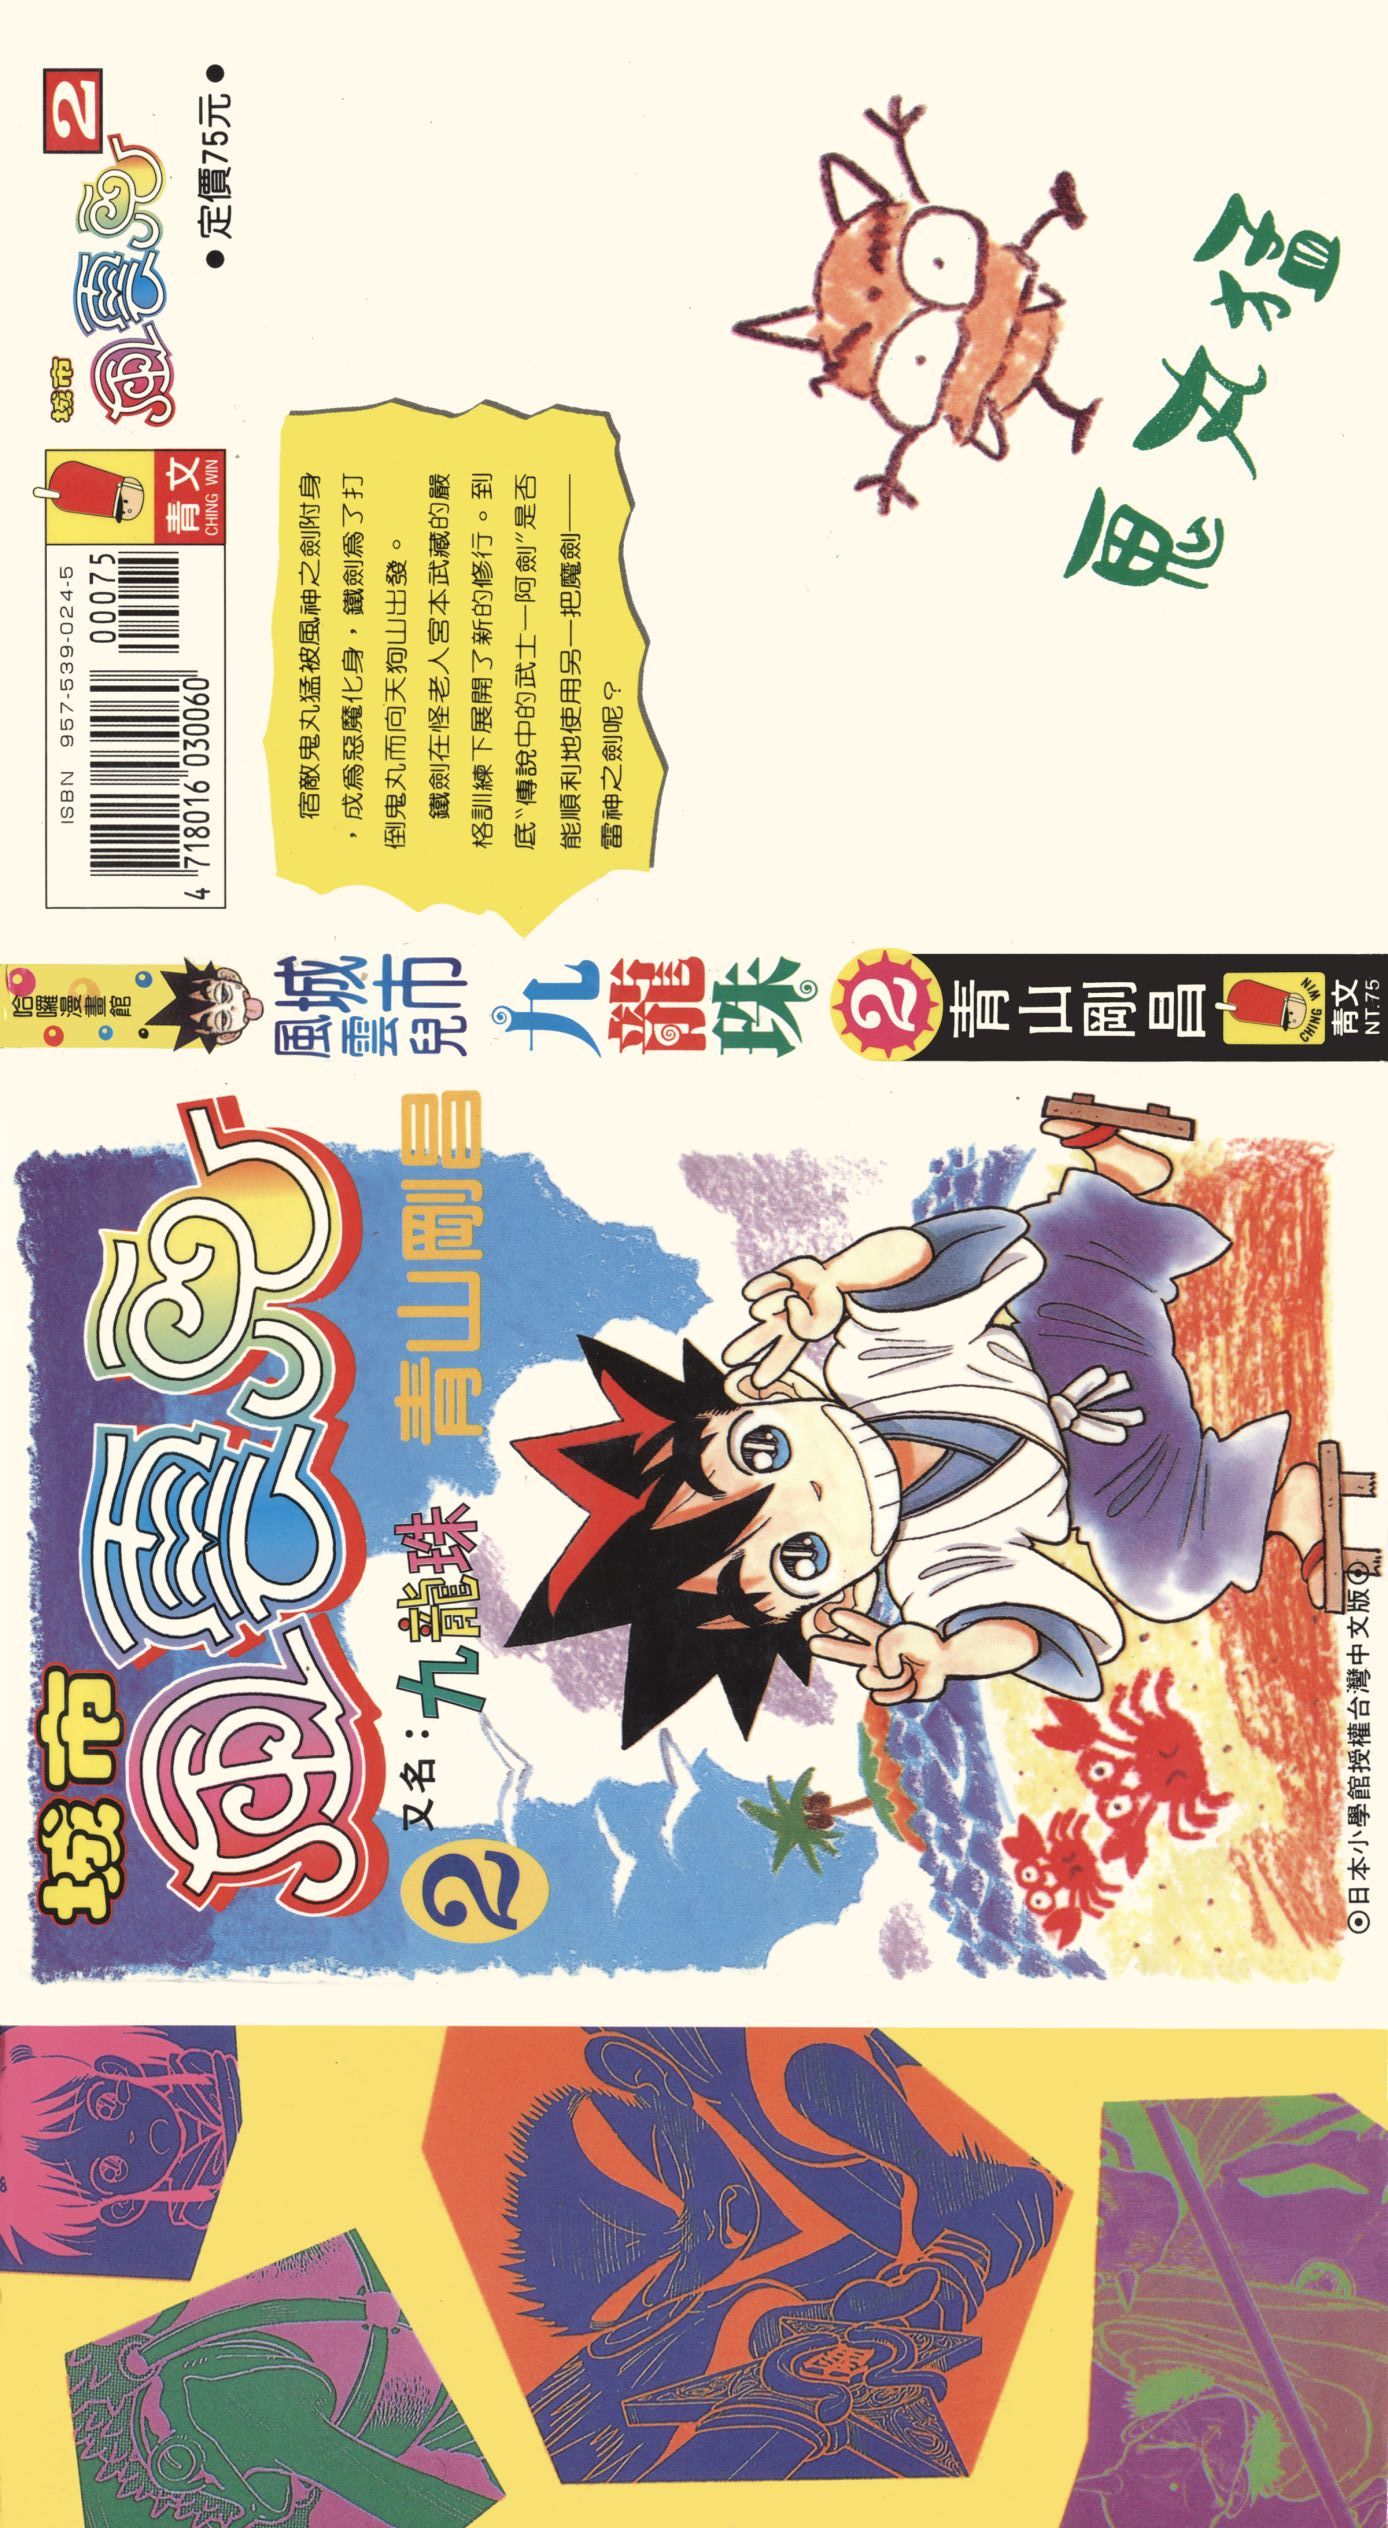 城市
風雲兒
2
●定價75元●
青文
CHING WIN
ISBN 957-539-024-5
00075
4 718016 030060
宿敵鬼丸猛被風神之劍附身
，成為惡魔化身，鐵劍為了打
倒鬼丸而向天狗山出發。
鐵劍在怪老人宮本武藏的嚴
格訓練下展開了新的修行。到
底〝傳說中的武士—阿劍〞是否
能順利地使用另一把魔劍——
雷神之劍呢？
鬼丸猛
哈囉漫畫館
城市
風雲兒
九龍珠
2
青山剛昌
CHING WIN
青文
NT.75
城市
風雲兒
2
又名：九龍珠
青山剛昌
⊙日本小學館授權台灣中文版⊙